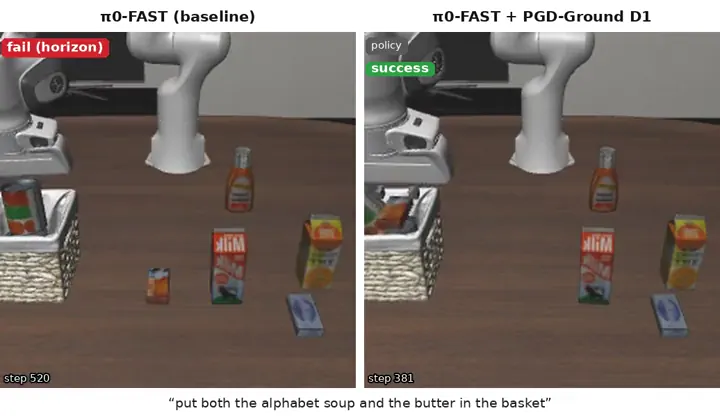 π0-FAST (baseline)
π0-FAST + PGD-Ground D1
fail (horizon)
policy
success
Milk
Milk
step 520
step 381
“put both the alphabet soup and the butter in the basket”